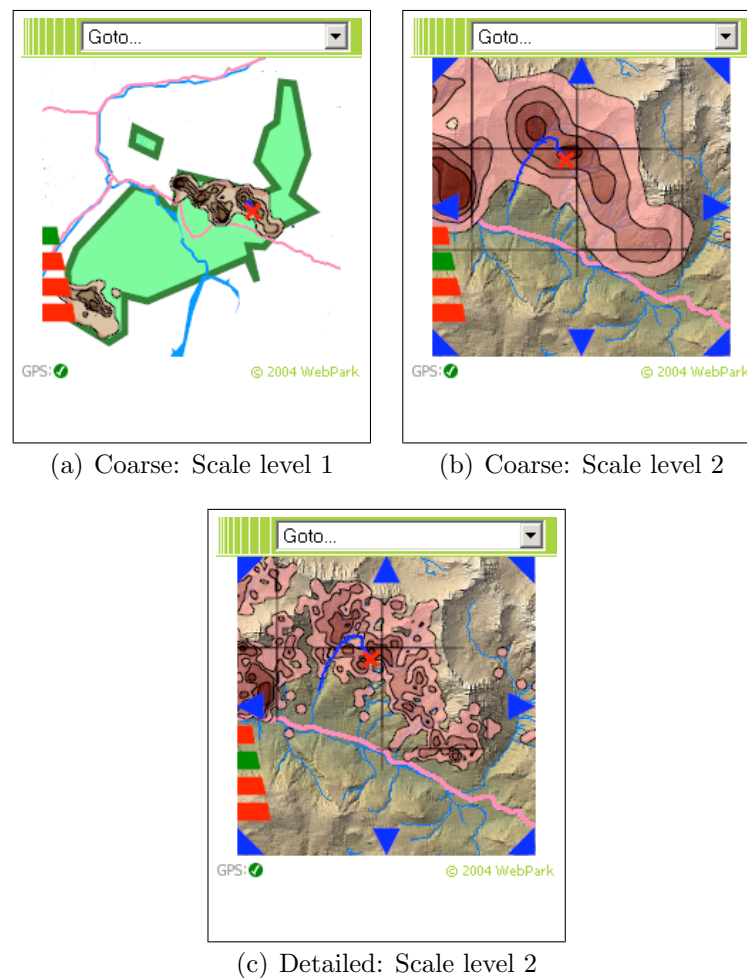 Goto...
GPS:
© 2004 WebPark
(a) Coarse: Scale level 1
Goto...
GPS:
© 2004 WebPark
(b) Coarse: Scale level 2
Goto...
GPS:
© 2004 WebPark
(c) Detailed: Scale level 2